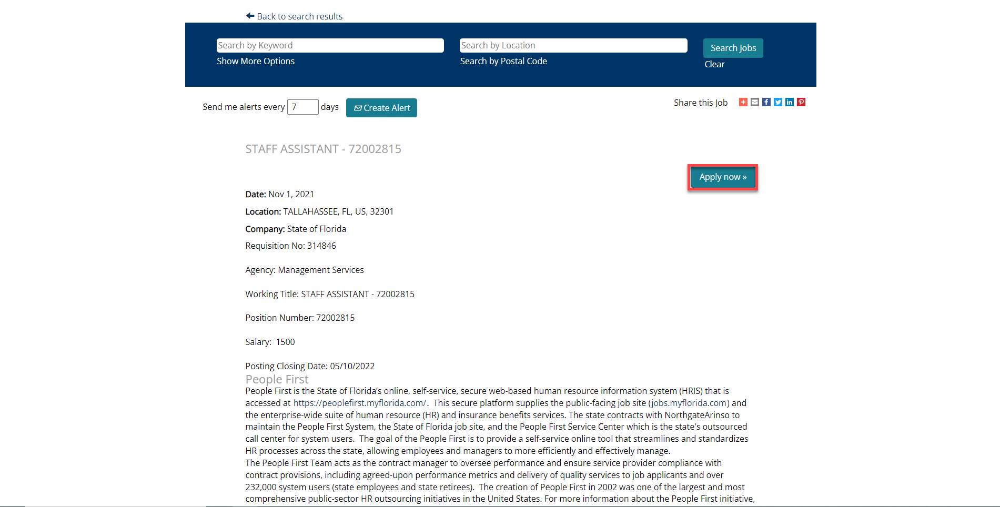 Back to search results
Search by Keyword
Search by Location
Search Jobs
Show More Options
Search by Postal Code
Clear
Send me alerts every 7 days
Create Alert
Share this Job
STAFF ASSISTANT - 72002815
Apply now »
Date: Nov 1, 2021
Location: TALLAHASSEE, FL, US, 32301
Company: State of Florida
Requisition No: 314846
Agency: Management Services
Working Title: STAFF ASSISTANT - 72002815
Position Number: 72002815
Salary:  1500
Posting Closing Date: 05/10/2022
People First
People First is the State of Florida’s online, self-service, secure web-based human resource information system (HRIS) that is
accessed at https://peoplefirst.myflorida.com/.  This secure platform supplies the public-facing job site (jobs.myflorida.com) and
the enterprise-wide suite of human resource (HR) and insurance benefits services. The state contracts with NorthgateArinso to
maintain the People First System, the State of Florida job site, and the People First Service Center which is the state's outsourced
call center for system users.  The goal of the People First is to provide a self-service online tool that streamlines and standardizes
HR processes across the state, allowing employees and managers to more efficiently and effectively manage.
The People First Team acts as the contract manager to oversee performance and ensure service provider compliance with
contract provisions, including agreed-upon performance metrics and delivery of quality services to job applicants and over
232,000 system users (state employees and state retirees).  The creation of People First in 2002 was one of the largest and most
comprehensive public-sector HR outsourcing initiatives in the United States. For more information about the People First initiative,